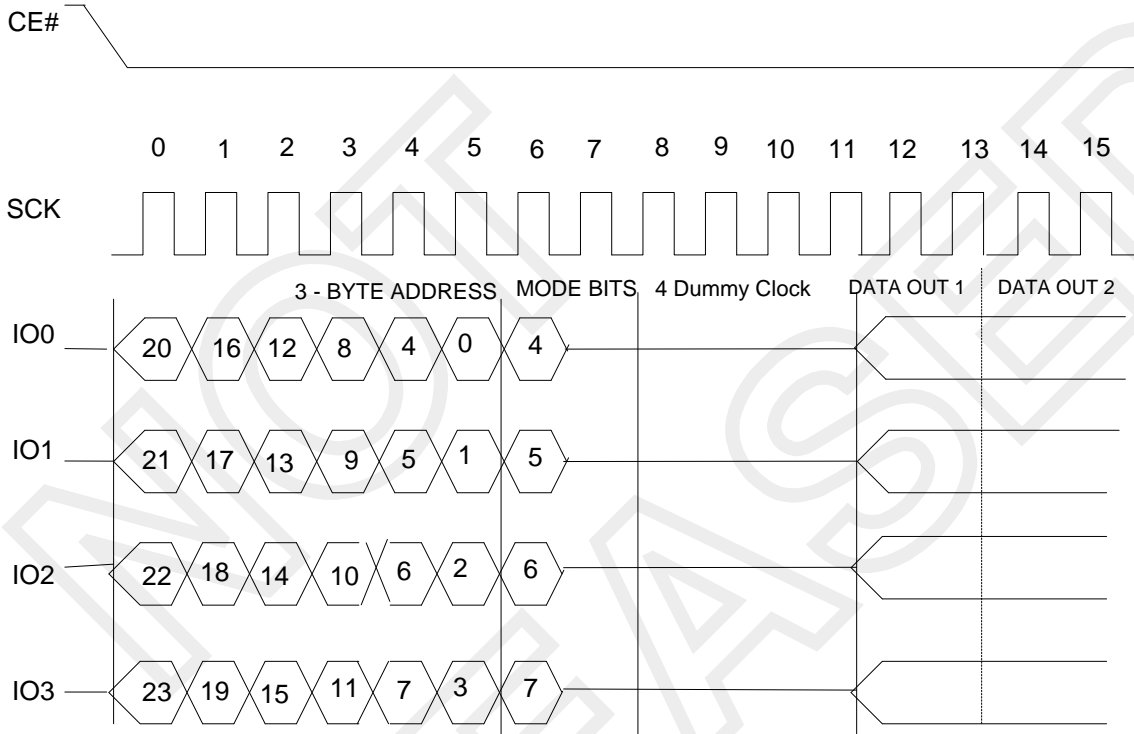 CE#
0 1 2 3 4 5 6 7 8 9 10 11 12 13 14 15
SCK
3 - BYTE ADDRESS MODE BITS 4 Dummy Clock DATA OUT 1 DATA OUT 2
IO0 20 16 12 8 4 0 4
IO1 21 17 13 9 5 1 5
IO2 22 18 14 10 6 2 6
IO3 23 19 15 11 7 3 7